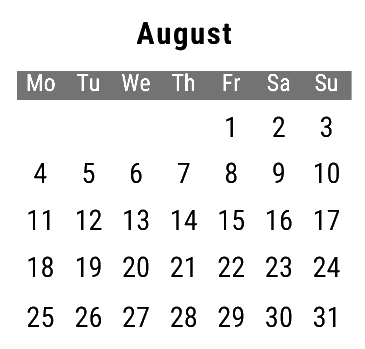 August
Mo Tu We Th Fr Sa Su
1 2 3
4 5 6 7 8 9 10
11 12 13 14 15 16 17
18 19 20 21 22 23 24
25 26 27 28 29 30 31